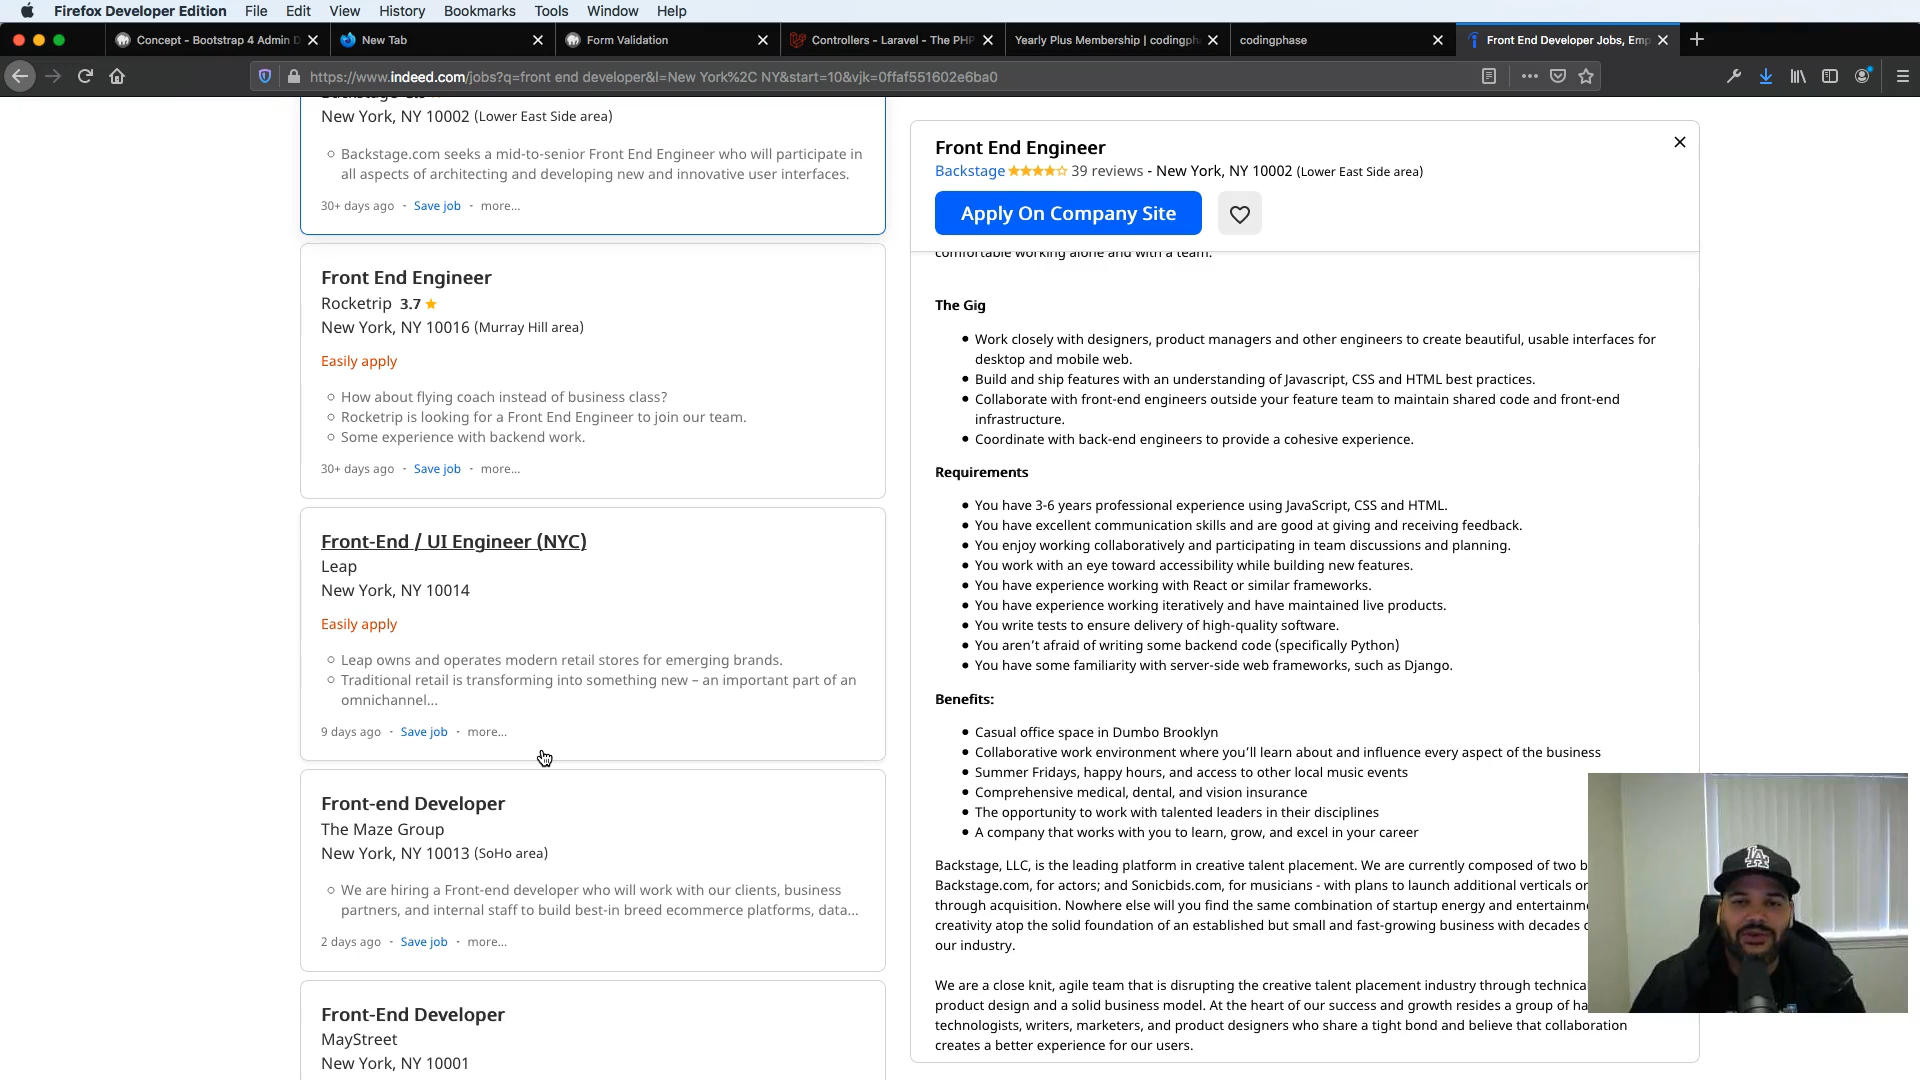 Firefox Developer Edition File Edit View History Bookmarks Tools Window Help
Concept - Bootstrap 4 Admin D
New Tab
Form Validation
Controllers - Laravel - The PHP
Yearly Plus Membership | codingph
codingphase
Front End Developer Jobs, Emp
https://www.indeed.com/jobs?q=front end developer&l=New York%2C NY&start=10&vjk=0ffaf551602e6ba0
New York, NY 10002 (Lower East Side area)
Backstage.com seeks a mid-to-senior Front End Engineer who will participate in
all aspects of architecting and developing new and innovative user interfaces.
30+ days ago - Save job - more...
Front End Engineer
Rocketrip 3.7
New York, NY 10016 (Murray Hill area)
Easily apply
How about flying coach instead of business class?
Rocketrip is looking for a Front End Engineer to join our team.
Some experience with backend work.
30+ days ago - Save job - more...
Front-End / UI Engineer (NYC)
Leap
New York, NY 10014
Easily apply
Leap owns and operates modern retail stores for emerging brands.
Traditional retail is transforming into something new – an important part of an
omnichannel...
9 days ago - Save job - more...
Front-end Developer
The Maze Group
New York, NY 10013 (SoHo area)
We are hiring a Front-end developer who will work with our clients, business
partners, and internal staff to build best-in breed ecommerce platforms, data...
2 days ago - Save job - more...
Front-End Developer
MayStreet
New York, NY 10001
Front End Engineer
Backstage 39 reviews - New York, NY 10002 (Lower East Side area)
Apply On Company Site
comfortable working alone and with a team.
The Gig
Work closely with designers, product managers and other engineers to create beautiful, usable interfaces for
desktop and mobile web.
Build and ship features with an understanding of Javascript, CSS and HTML best practices.
Collaborate with front-end engineers outside your feature team to maintain shared code and front-end
infrastructure.
Coordinate with back-end engineers to provide a cohesive experience.
Requirements
You have 3-6 years professional experience using JavaScript, CSS and HTML.
You have excellent communication skills and are good at giving and receiving feedback.
You enjoy working collaboratively and participating in team discussions and planning.
You work with an eye toward accessibility while building new features.
You have experience working with React or similar frameworks.
You have experience working iteratively and have maintained live products.
You write tests to ensure delivery of high-quality software.
You aren’t afraid of writing some backend code (specifically Python)
You have some familiarity with server-side web frameworks, such as Django.
Benefits:
Casual office space in Dumbo Brooklyn
Collaborative work environment where you’ll learn about and influence every aspect of the business
Summer Fridays, happy hours, and access to other local music events
Comprehensive medical, dental, and vision insurance
The opportunity to work with talented leaders in their disciplines
A company that works with you to learn, grow, and excel in your career
Backstage, LLC, is the leading platform in creative talent placement. We are currently composed of two b
Backstage.com, for actors; and Sonicbids.com, for musicians - with plans to launch additional verticals or
through acquisition. Nowhere else will you find the same combination of startup energy and entertainme
creativity atop the solid foundation of an established but small and fast-growing business with decades
our industry.
We are a close knit, agile team that is disrupting the creative talent placement industry through technica
product design and a solid business model. At the heart of our success and growth resides a group of ha
technologists, writers, marketers, and product designers who share a tight bond and believe that collaboration
creates a better experience for our users.
LA